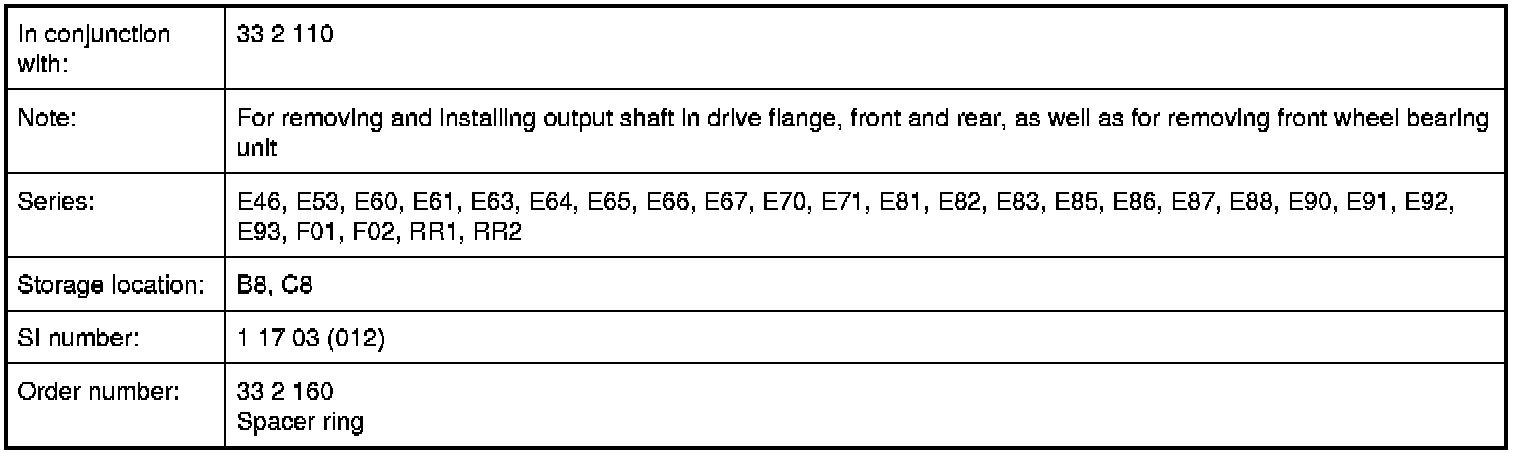 In conjunction 33 2 110
with:
Note: For removing and installing output shaft in drive flange, front and rear, as well as for removing front wheel bearing
unit
Series: E46, E53, E60, E61, E63, E64, E65, E66, E67, E70, E71, E81, E82, E83, E85, E86, E87, E88, E90, E91, E92,
E93, F01, F02, RR1, RR2
Storage location: B8, C8
SI number: 1 17 03 (012)
Order number: 33 2 160
Spacer ring